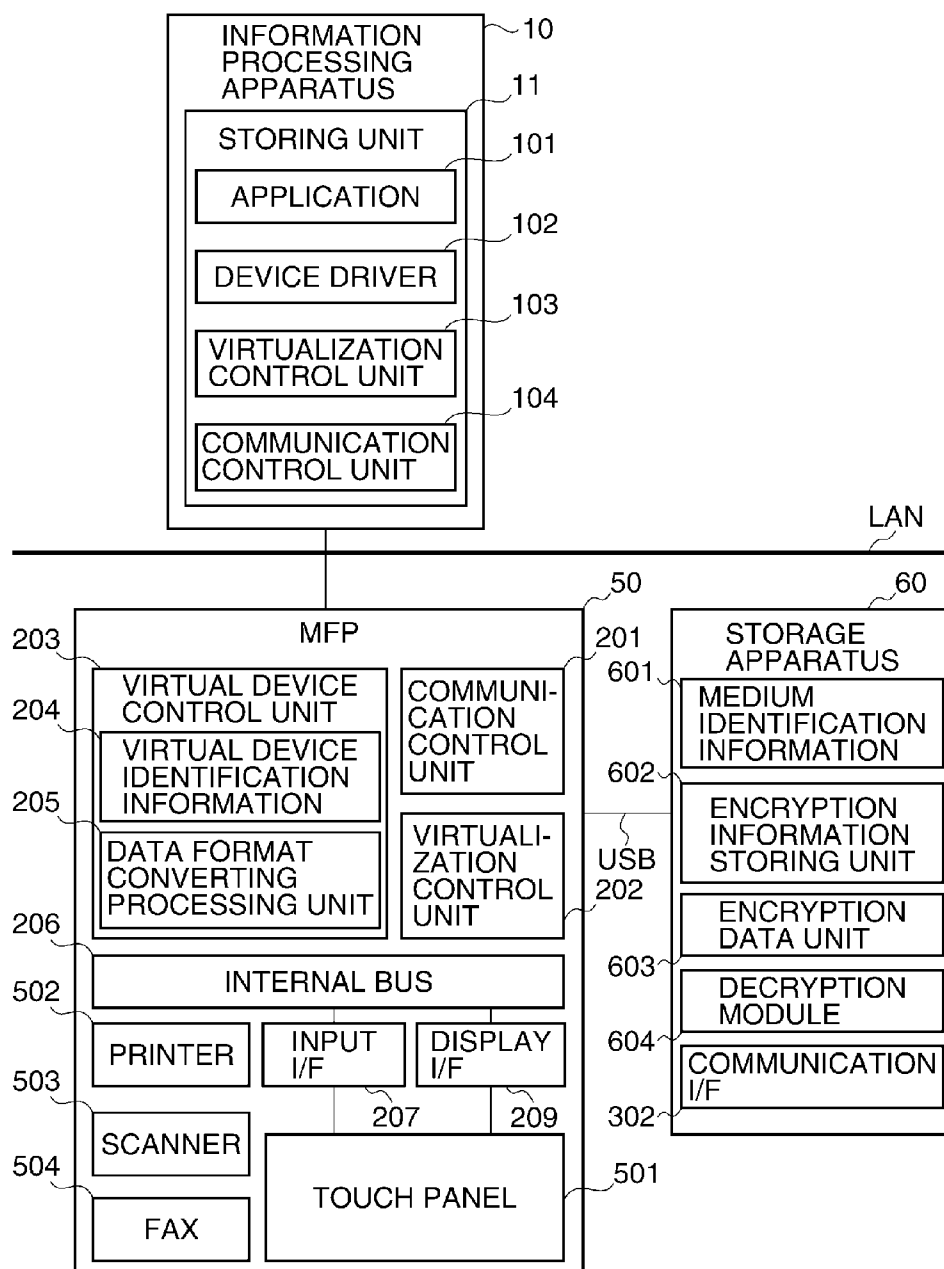 INFORMATION
PROCESSING
APPARATUS
10
11
STORING UNIT
101
APPLICATION
102
DEVICE DRIVER
103
VIRTUALIZATION
CONTROL UNIT
104
COMMUNICATION
CONTROL UNIT
LAN
50
MFP
203
VIRTUAL DEVICE
CONTROL UNIT
204
VIRTUAL DEVICE
IDENTIFICATION
INFORMATION
205
DATA FORMAT
CONVERTING
PROCESSING UNIT
201
COMMUNI-
CATION
CONTROL
UNIT
VIRTUALI-
ZATION
CONTROL
UNIT
202
USB
206
INTERNAL BUS
502
PRINTER
INPUT
I/F
207
DISPLAY
I/F
209
503
SCANNER
504
FAX
TOUCH PANEL
501
60
STORAGE
APPARATUS
601
MEDIUM
IDENTIFICATION
INFORMATION
602
ENCRYPTION
INFORMATION
STORING UNIT
ENCRYPTION
DATA UNIT
603
DECRYPTION
MODULE
604
COMMUNICATION
I/F
302